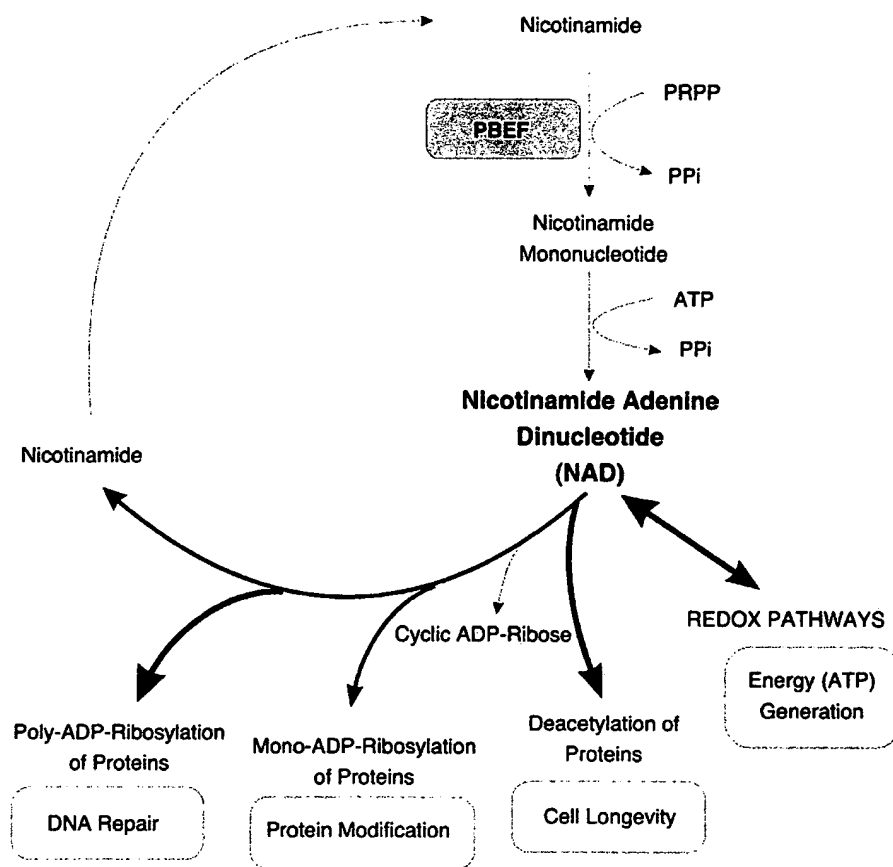 Nicotinamide
PRPP
PBEF
PPi
Nicotinamide
Mononucleotide
ATP
PPi
Nicotinamide Adenine
Dinucleotide
(NAD)
Nicotinamide
Cyclic ADP-Ribose
REDOX PATHWAYS
Energy (ATP)
Generation
Poly-ADP-Ribosylation
of Proteins
DNA Repair
Mono-ADP-Ribosylation
of Proteins
Protein Modification
Deacetylation of
Proteins
Cell Longevity